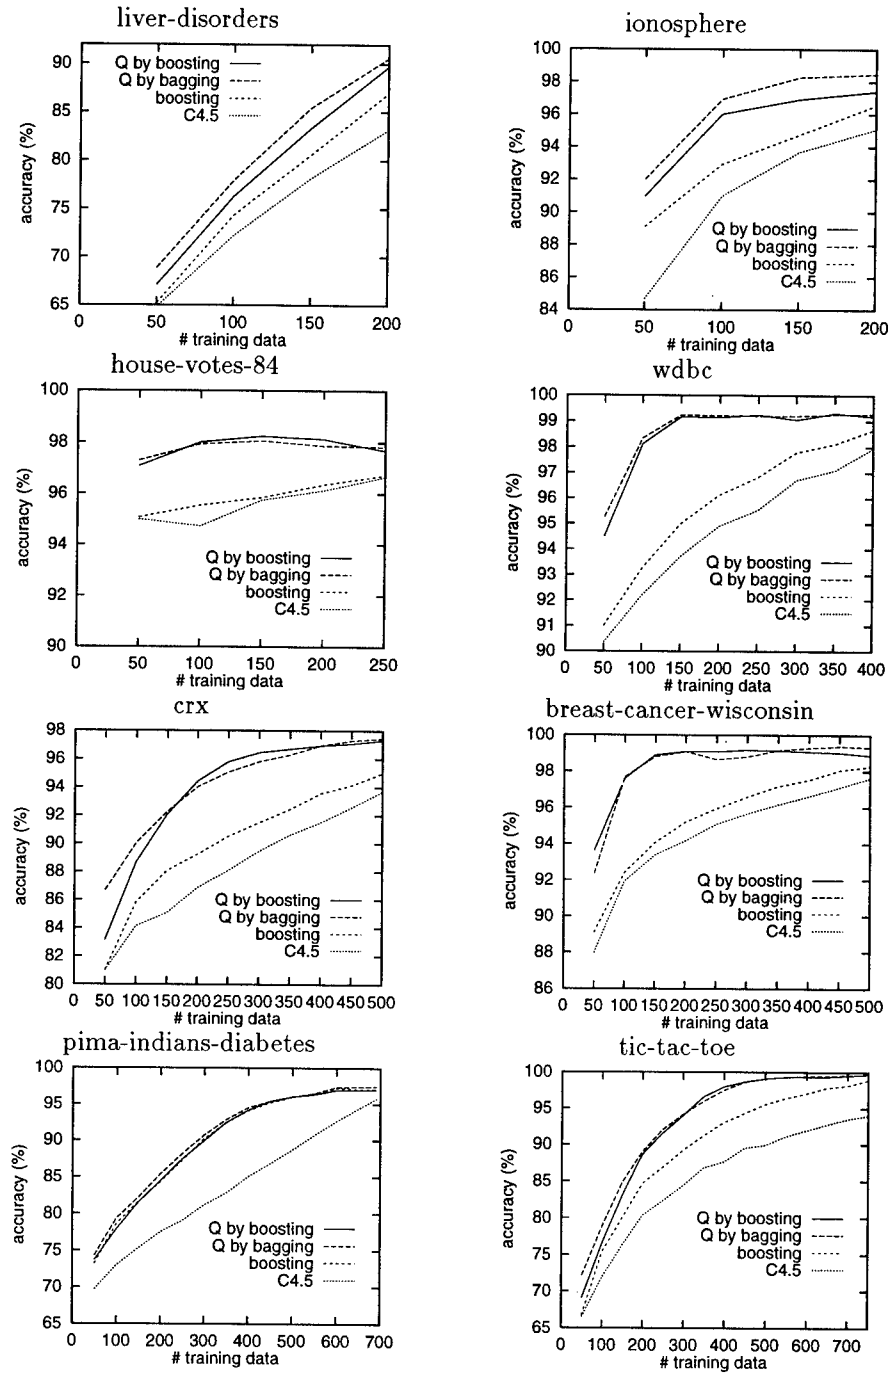 liver-disorders
90
85
80
75
70
65
accuracy (%)
Q by boosting
Q by bagging
boosting
C4.5
50 100 150 200
# training data
ionosphere
100
98
96
94
92
90
88
86
84
accuracy (%)
Q by boosting
Q by bagging
boosting
C4.5
0 50 100 150 200
# training data
house-votes-84
100
98
96
94
92
90
accuracy (%)
Q by boosting
Q by bagging
boosting
C4.5
0 50 100 150 200 250
# training data
wdbc
100
99
98
97
96
95
94
93
92
91
90
accuracy (%)
Q by boosting
Q by bagging
boosting
C4.5
0 50 100 150 200 250 300 350 400
# training data
crx
98
96
94
92
90
88
86
84
82
80
accuracy (%)
Q by boosting
Q by bagging
boosting
C4.5
0 50 100 150 200 250 300 350 400 450 500
# training data
breast-cancer-wisconsin
100
98
96
94
92
90
88
86
accuracy (%)
Q by boosting
Q by bagging
boosting
C4.5
0 50 100 150 200 250 300 350 400 450 500
# training data
pima-indians-diabetes
100
95
90
85
80
75
70
65
accuracy (%)
Q by boosting
Q by bagging
boosting
C4.5
0 100 200 300 400 500 600 700
# training data
tic-tac-toe
100
95
90
85
80
75
70
65
accuracy (%)
Q by boosting
Q by bagging
boosting
C4.5
0 100 200 300 400 500 600 700
# training data